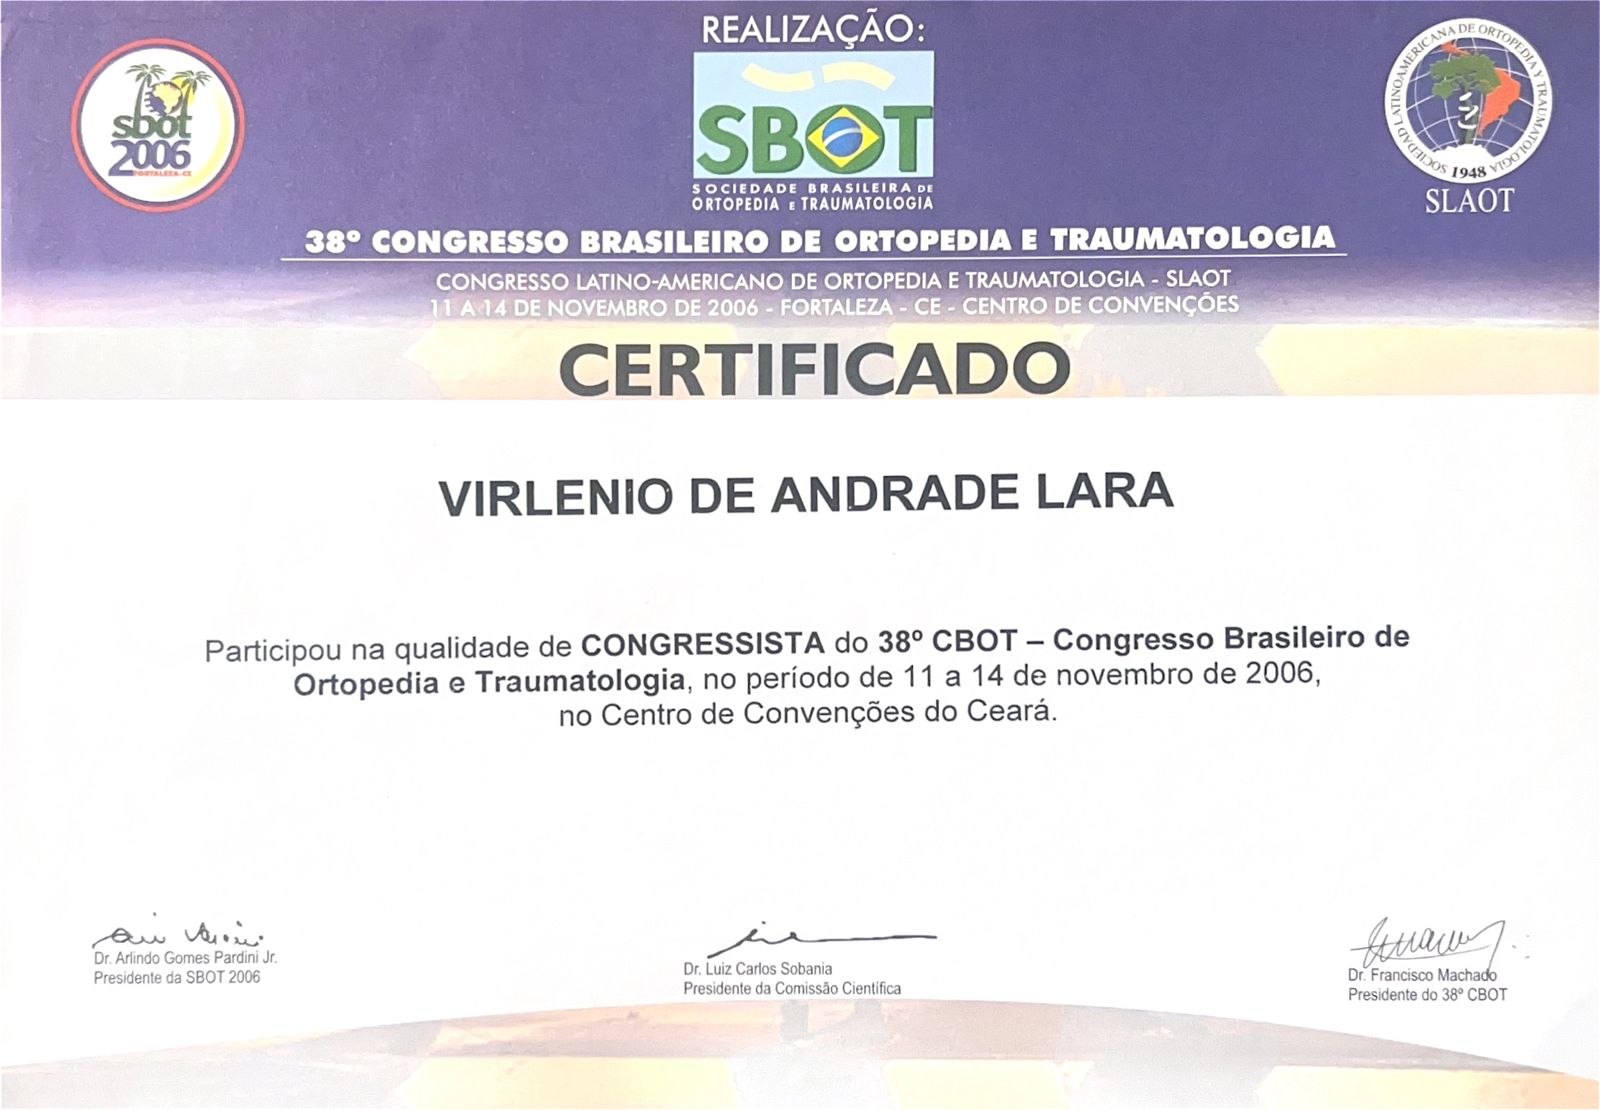 REALIZAÇÃO:
sbot
2006
FORTALEZA-CE
SBOT
SOCIEDADE BRASILEIRA DE
ORTOPEDIA E TRAUMATOLOGIA
SOCIEDAD LATINOAMERICANA DE ORTOPEDIA Y TRAUMATOLOGIA
1948
SLAOT
38º CONGRESSO BRASILEIRO DE ORTOPEDIA E TRAUMATOLOGIA
CONGRESSO LATINO-AMERICANO DE ORTOPEDIA E TRAUMATOLOGIA - SLAOT
11 A 14 DE NOVEMBRO DE 2006 - FORTALEZA - CE - CENTRO DE CONVENÇÕES
CERTIFICADO
VIRLENIO DE ANDRADE LARA
Participou na qualidade de CONGRESSISTA do 38º CBOT – Congresso Brasileiro de
Ortopedia e Traumatologia, no período de 11 a 14 de novembro de 2006,
no Centro de Convenções do Ceará.
Dr. Arlindo Gomes Pardini Jr.
Presidente da SBOT 2006
Dr. Luiz Carlos Sobania
Presidente da Comissão Científica
Dr. Francisco Machado
Presidente do 38º CBOT